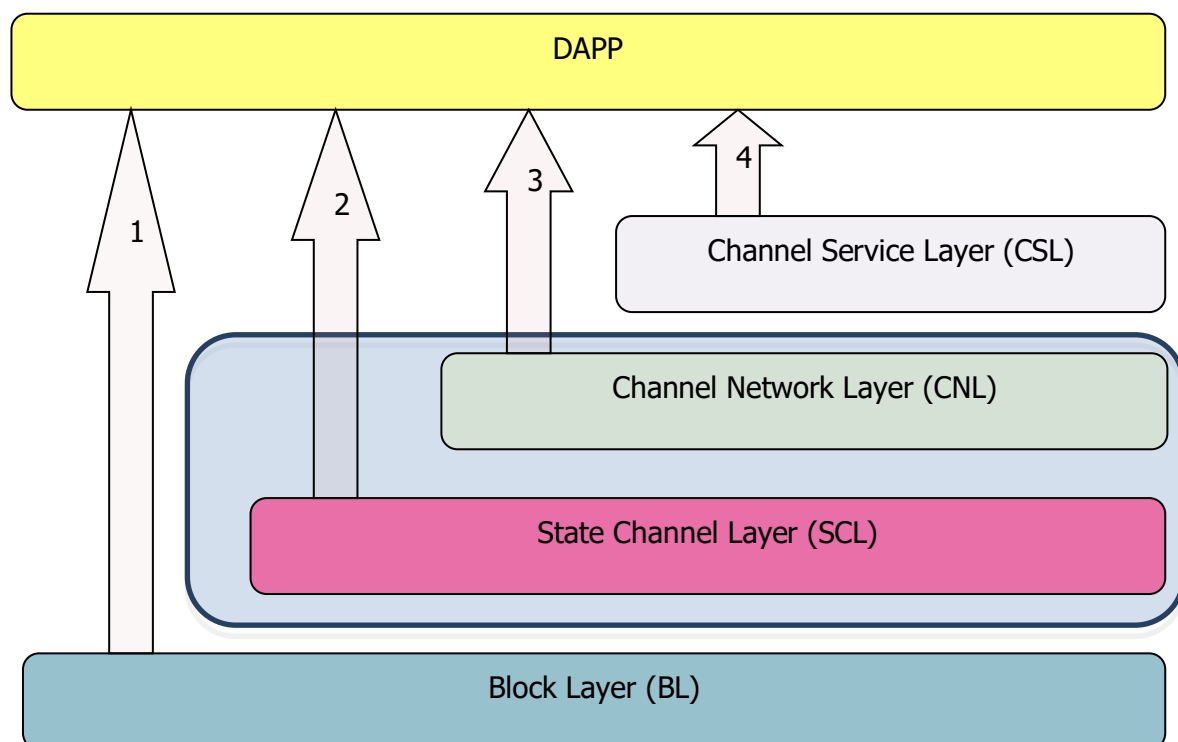 DAPP
1
2
3
4
Channel Service Layer (CSL)
Channel Network Layer (CNL)
State Channel Layer (SCL)
Block Layer (BL)